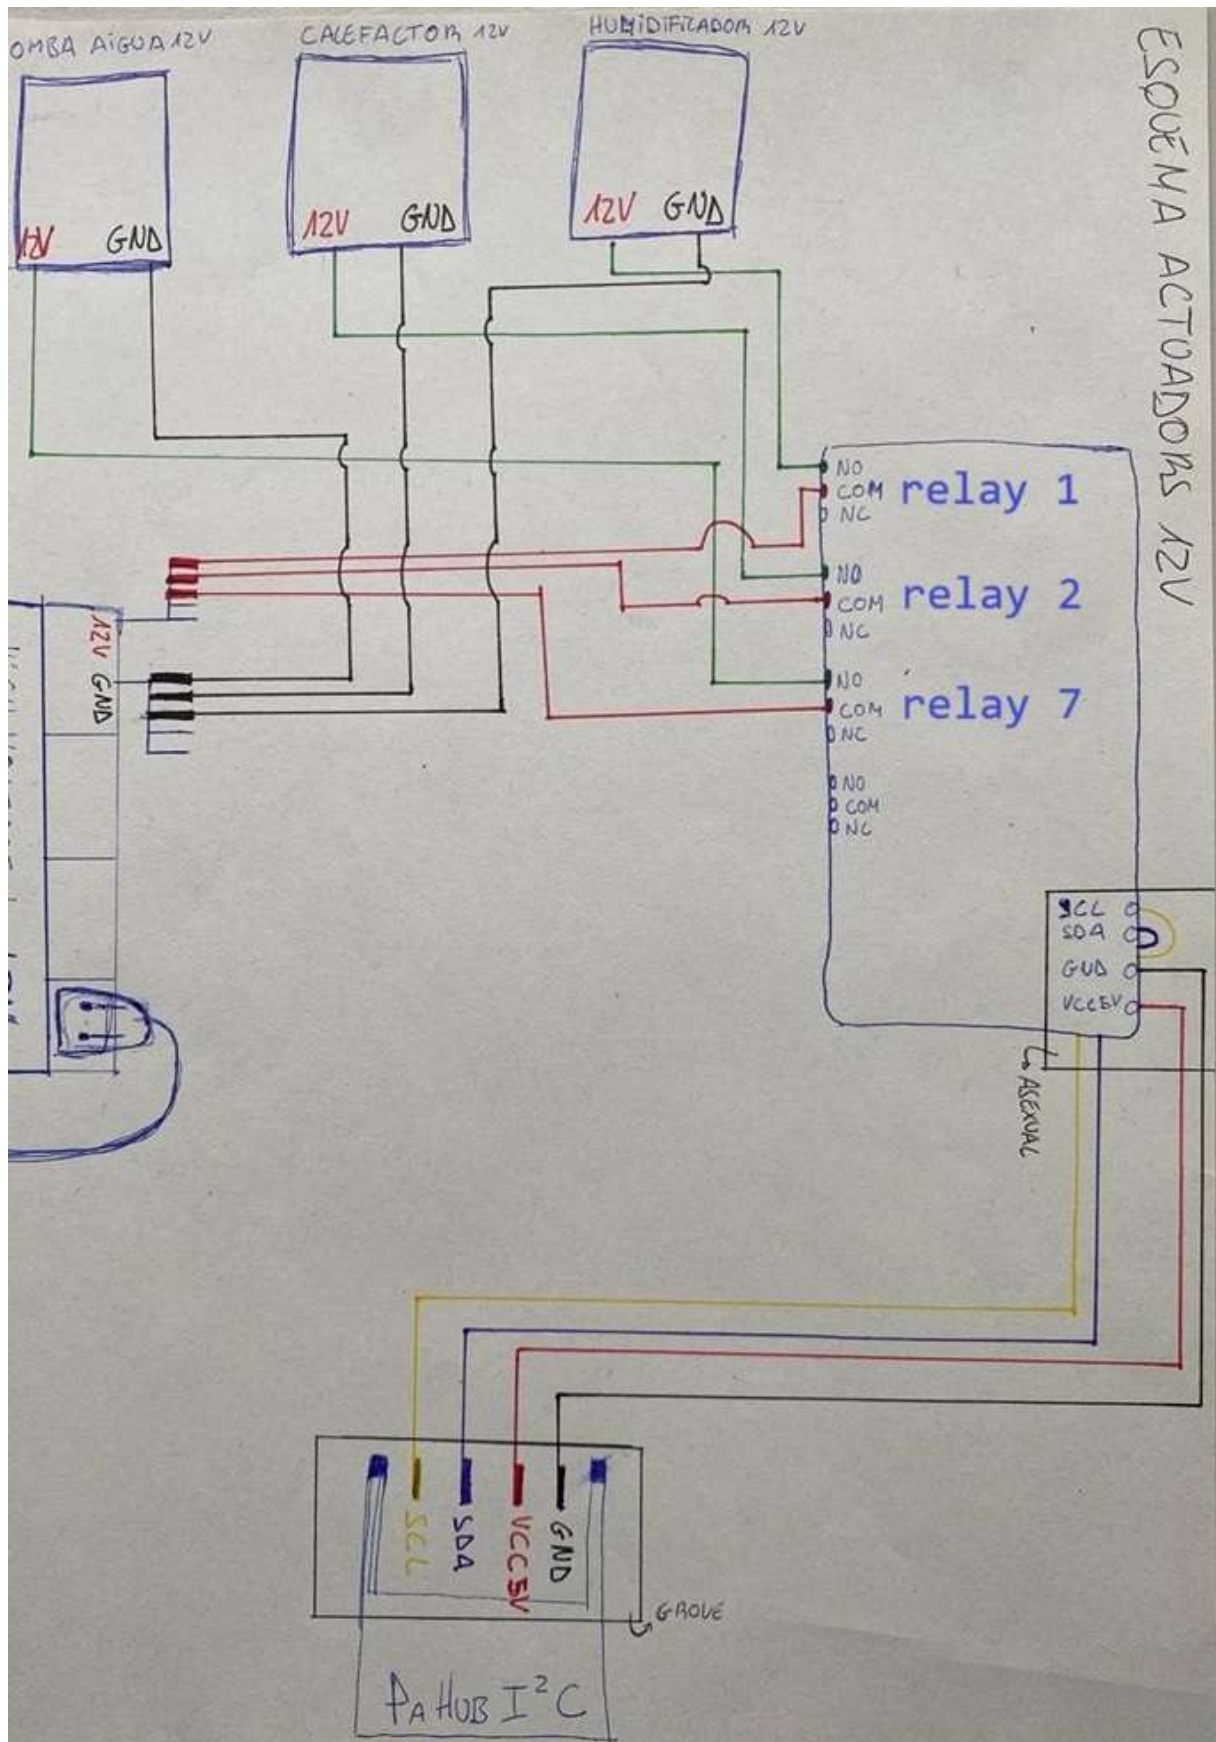 OMBA AIGUA 12V
CALEFACTOR 12V
HUMIDIFICADOR 12V
ESQUEMA ACTUADORS 12V
12V GND
12V GND
12V GND
NO
COM
NC
relay 1
NO
COM
NC
relay 2
NO
COM
NC
relay 7
NO
COM
NC
12V
GND
SCL
SDA
GND
VCC5V
SCL
SDA
VCC 5V
GND
GROVE
PA HUB I²C